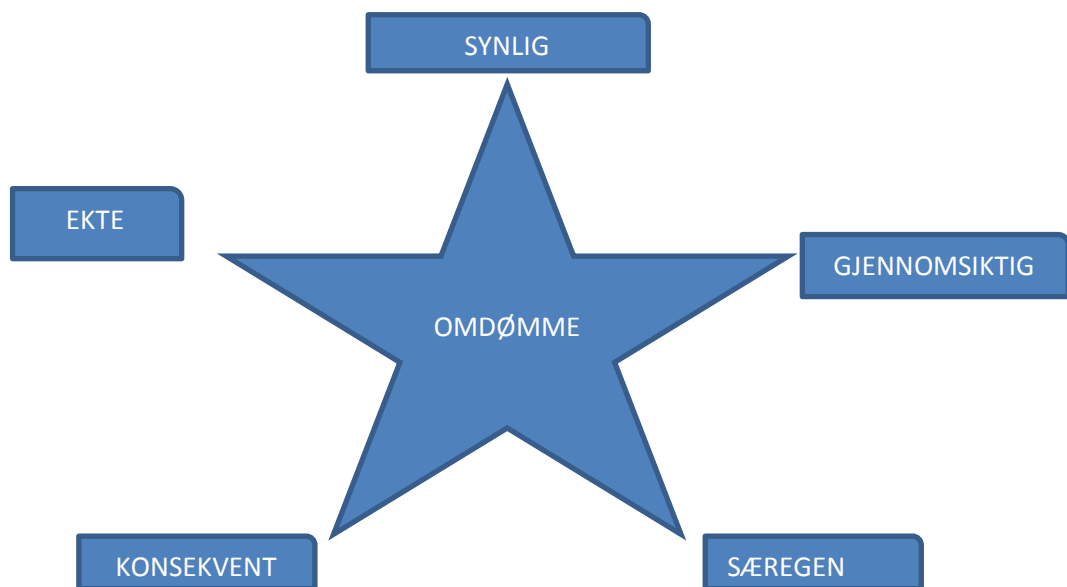 SYNLIG
EKTE
GJENNOMSIKTIG
OMDØMME
KONSEKVENT
SÆREGEN